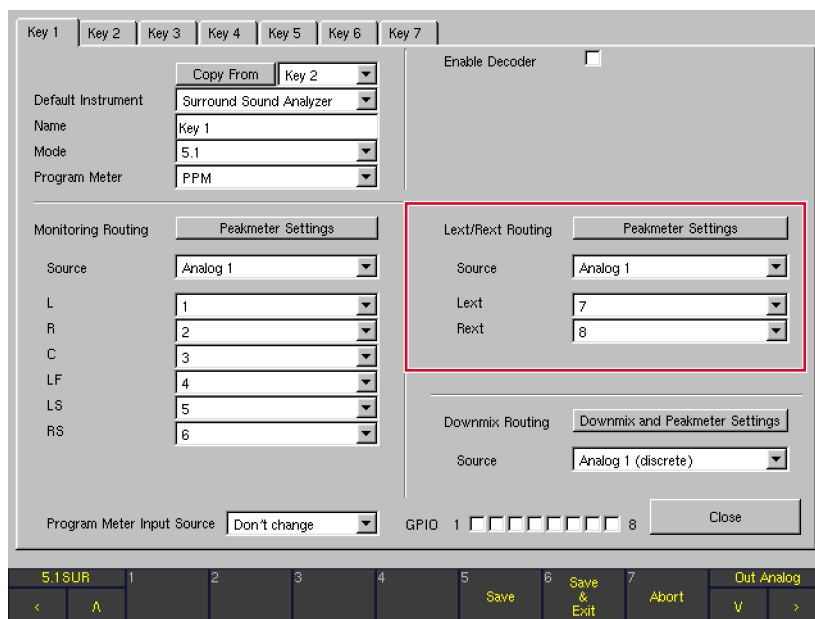 Key 1 Key 2 Key 3 Key 4 Key 5 Key 6 Key 7
Copy From Key 2
Default Instrument Surround Sound Analyzer
Name Key 1
Mode 5.1
Program Meter PPM
Enable Decoder
Monitoring Routing Peakmeter Settings
Source Analog 1
L 1
R 2
C 3
LF 4
LS 5
RS 6
Lext/Rext Routing Peakmeter Settings
Source Analog 1
Lext 7
Rext 8
Downmix Routing Downmix and Peakmeter Settings
Source Analog 1 (discrete)
Program Meter Input Source Don't change
GPIO 1 8
Close
5.1SUR 1 2 3 4 5 Save 6 Save & Exit 7 Abort Out Analog
< Λ V >